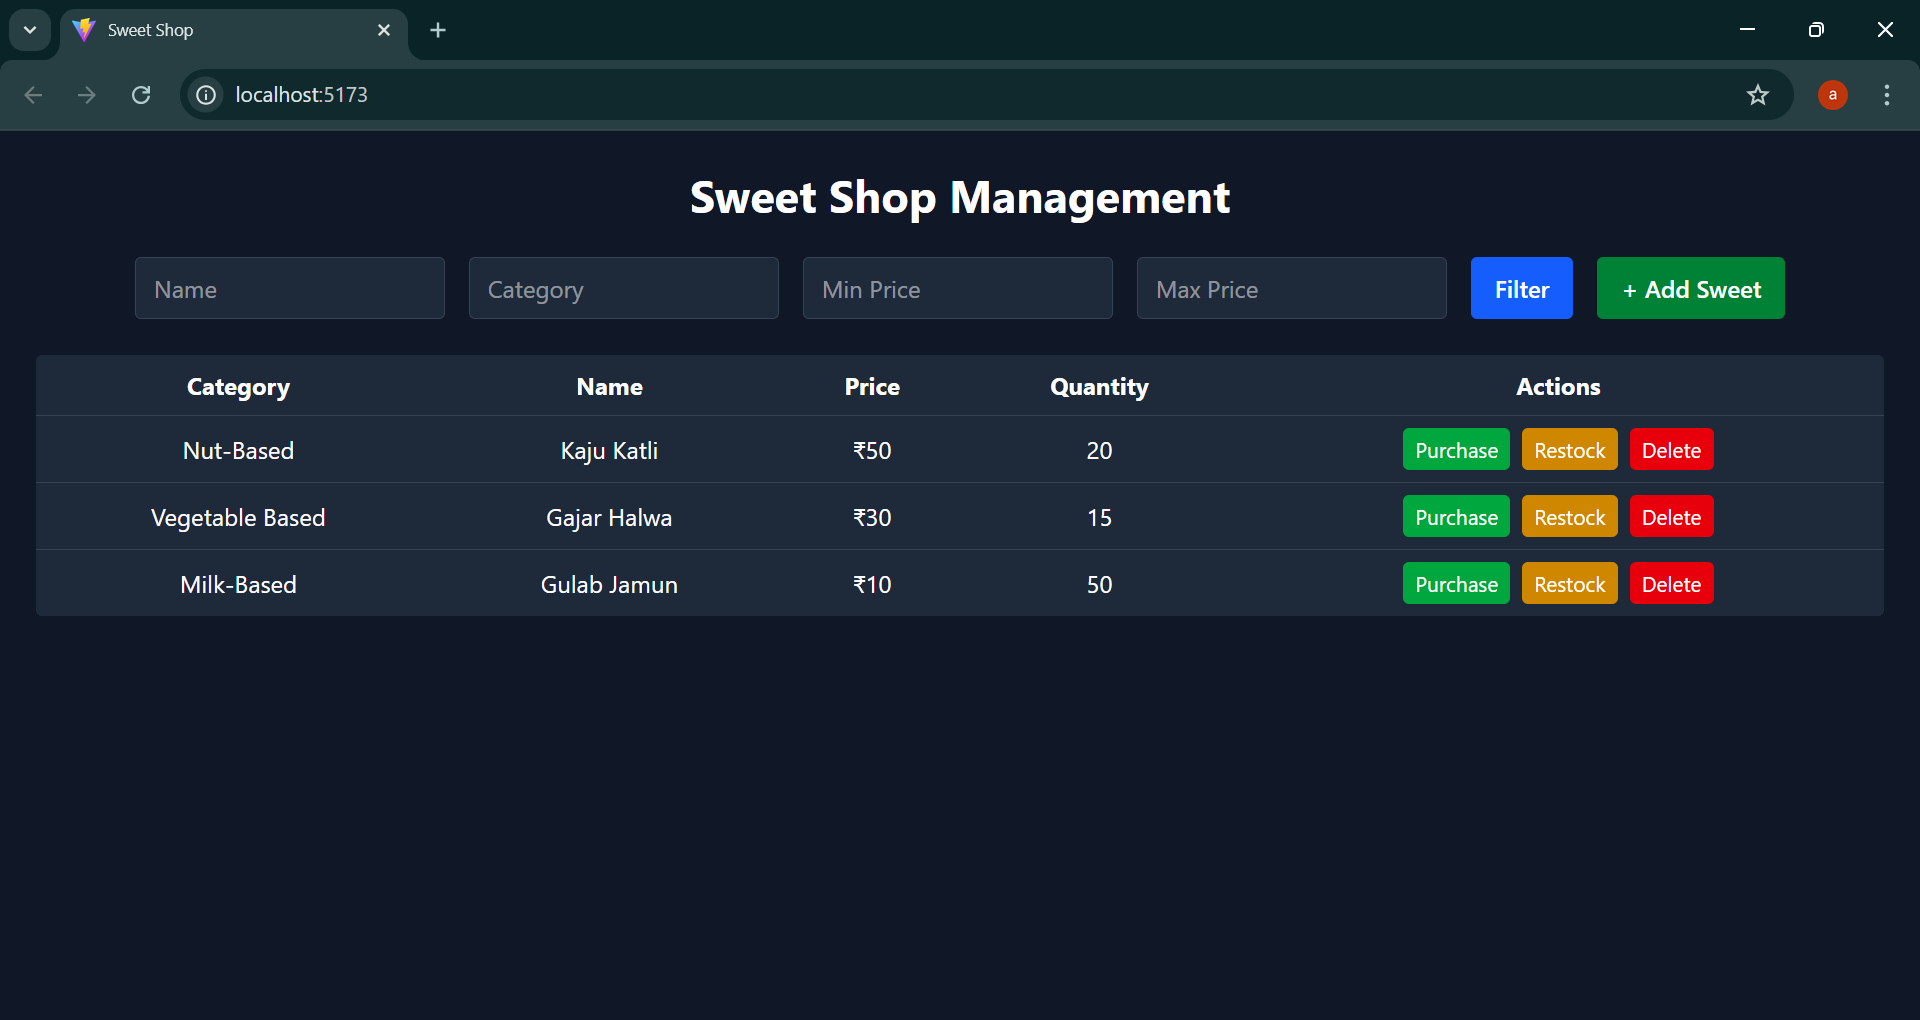 Sweet Shop
localhost:5173
a
Sweet Shop Management
Name Category Min Price Max Price Filter + Add Sweet
Category Name Price Quantity Actions
Nut-Based Kaju Katli ₹50 20 Purchase Restock Delete
Vegetable Based Gajar Halwa ₹30 15 Purchase Restock Delete
Milk-Based Gulab Jamun ₹10 50 Purchase Restock Delete